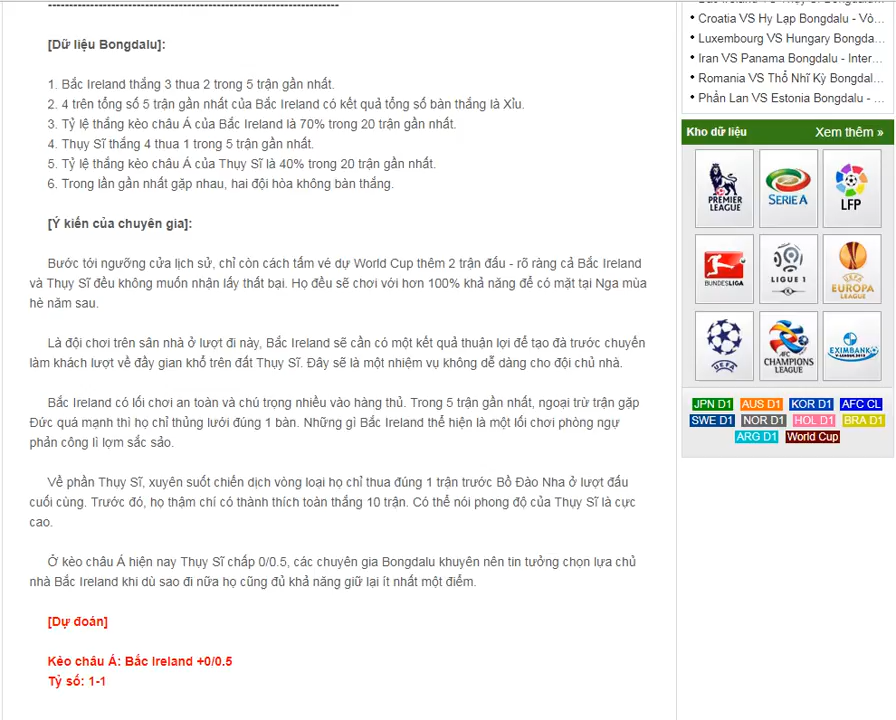 --------------------------------------------------------------------
[Dữ liệu Bongdalu]:
1. Bắc Ireland thắng 3 thua 2 trong 5 trận gần nhất.
2. 4 trên tổng số 5 trận gần nhất của Bắc Ireland có kết quả tổng số bàn thắng là Xỉu.
3. Tỷ lệ thắng kèo châu Á của Bắc Ireland là 70% trong 20 trận gần nhất.
4. Thụy Sĩ thắng 4 thua 1 trong 5 trận gần nhất.
5. Tỷ lệ thắng kèo châu Á của Thụy Sĩ là 40% trong 20 trận gần nhất.
6. Trong lần gần nhất gặp nhau, hai đội hòa không bàn thắng.
[Ý kiến của chuyên gia]:
Bước tới ngưỡng cửa lịch sử, chỉ còn cách tấm vé dự World Cup thêm 2 trận đấu - rõ ràng cả Bắc Ireland
và Thụy Sĩ đều không muốn nhận lấy thất bại. Họ đều sẽ chơi với hơn 100% khả năng để có mặt tại Nga mùa
hè năm sau.
Là đội chơi trên sân nhà ở lượt đi này, Bắc Ireland sẽ cần có một kết quả thuận lợi để tạo đà trước chuyến
làm khách lượt về đầy gian khổ trên đất Thụy Sĩ. Đây sẽ là một nhiệm vụ không dễ dàng cho đội chủ nhà.
Bắc Ireland có lối chơi an toàn và chú trọng nhiều vào hàng thủ. Trong 5 trận gần nhất, ngoại trừ trận gặp
Đức quá mạnh thì họ chỉ thủng lưới đúng 1 bàn. Những gì Bắc Ireland thể hiện là một lối chơi phòng ngự
phản công lì lợm sắc sảo.
Về phần Thụy Sĩ, xuyên suốt chiến dịch vòng loại họ chỉ thua đúng 1 trận trước Bồ Đào Nha ở lượt đấu
cuối cùng. Trước đó, họ thậm chí có thành thích toàn thắng 10 trận. Có thể nói phong độ của Thụy Sĩ là cực
cao.
Ở kèo châu Á hiện nay Thụy Sĩ chấp 0/0.5, các chuyên gia Bongdalu khuyên nên tin tưởng chọn lựa chủ
nhà Bắc Ireland khi dù sao đi nữa họ cũng đủ khả năng giữ lại ít nhất một điểm.
[Dự đoán]
Kèo châu Á: Bắc Ireland +0/0.5
Tỷ số: 1-1
Croatia VS Hy Lạp Bongdalu - Vò...
Luxembourg VS Hungary Bongda...
Iran VS Panama Bongdalu - Inter...
Romania VS Thổ Nhĩ Kỳ Bongdal...
Phần Lan VS Estonia Bongdalu - ...
Kho dữ liệu Xem thêm »
PREMIER LEAGUE
SERIE A
LFP
BUNDESLIGA
LIGUE 1
UEFA EUROPA LEAGUE
UEFA
AFC CHAMPIONS LEAGUE
EXIMBANK
JPN D1 AUS D1 KOR D1 AFC CL
SWE D1 NOR D1 HOL D1 BRA D1
ARG D1 World Cup